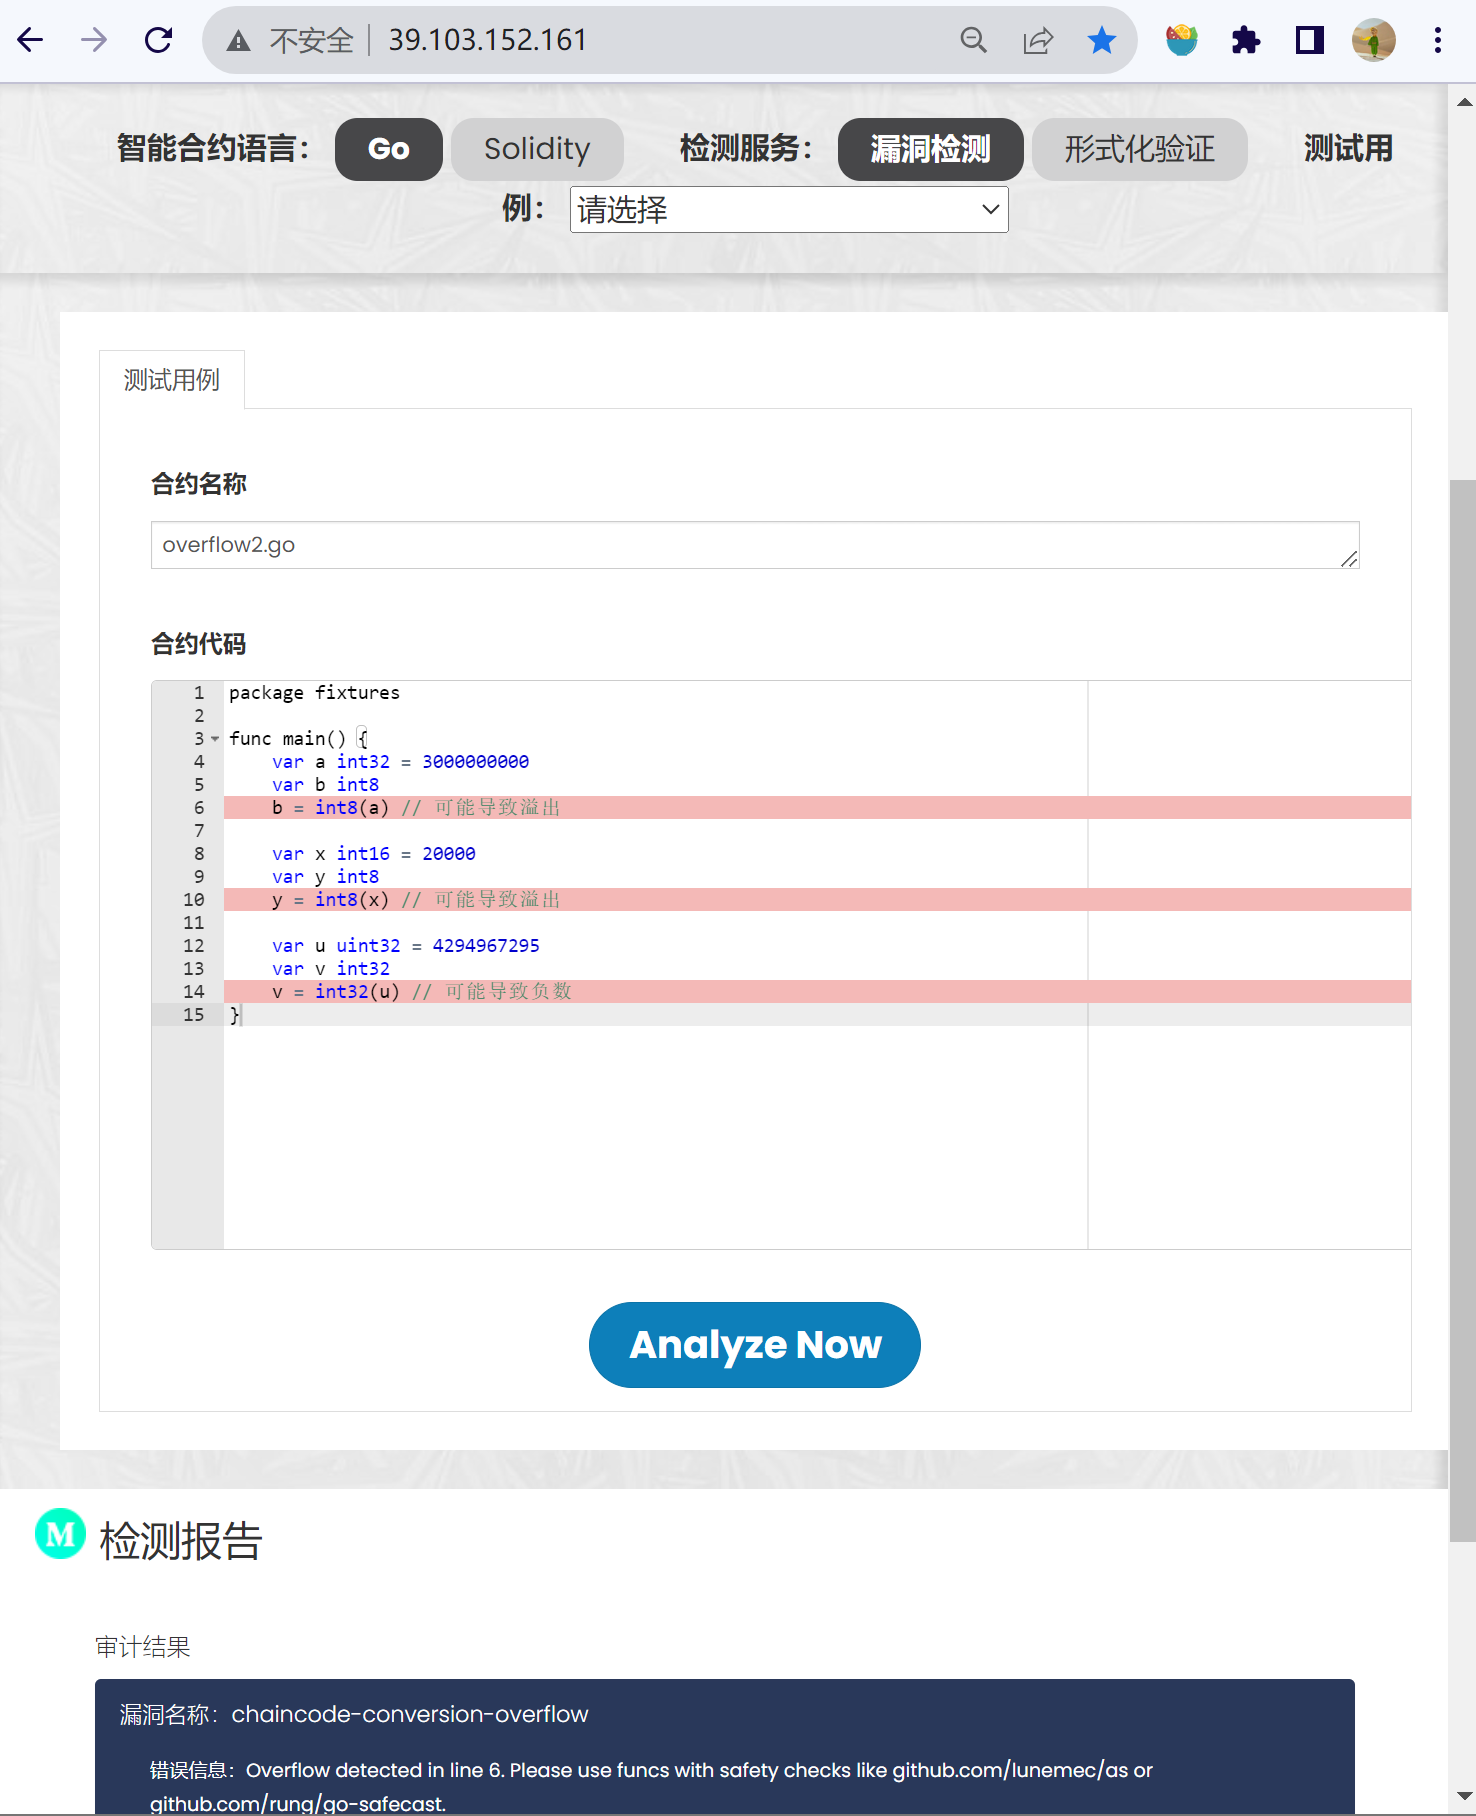 不安全 39.103.152.161
智能合约语言： Go Solidity 检测服务： 漏洞检测 形式化验证 测试用
例： 请选择
测试用例
合约名称
overflow2.go
合约代码
1 package fixtures
2
3 func main() {
4 var a int32 = 3000000000
5 var b int8
6 b = int8(a) // 可能导致溢出
7
8 var x int16 = 20000
9 var y int8
10 y = int8(x) // 可能导致溢出
11
12 var u uint32 = 4294967295
13 var v int32
14 v = int32(u) // 可能导致负数
15 }
Analyze Now
M 检测报告
审计结果
漏洞名称：chaincode-conversion-overflow
错误信息：Overflow detected in line 6. Please use funcs with safety checks like github.com/lunemec/as or
github.com/rung/go-safecast.